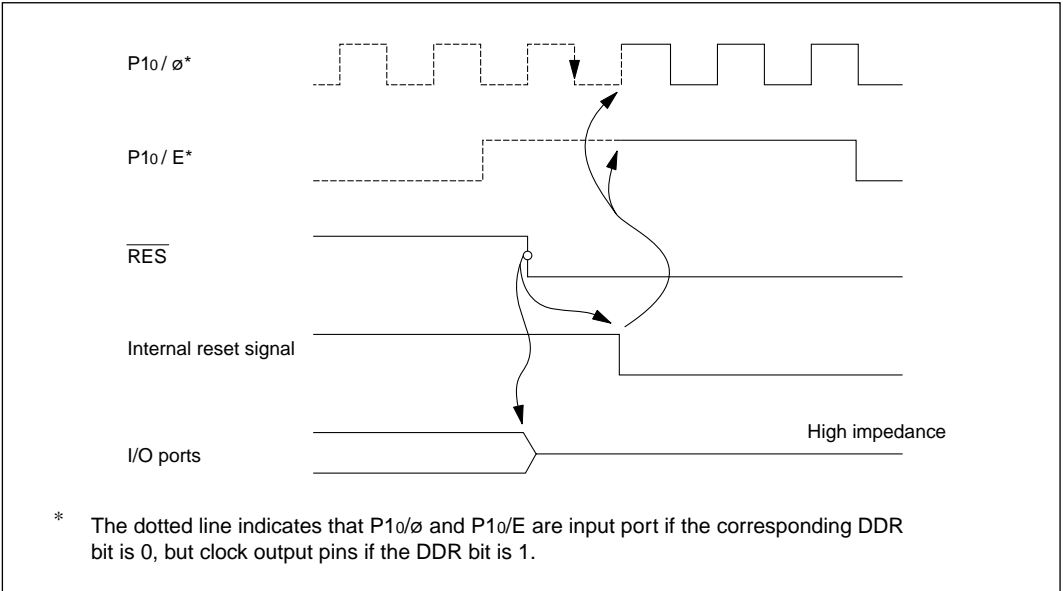 P10 / ø*
P10 / E*
RES
Internal reset signal
High impedance
I/O ports
* The dotted line indicates that P10/ø and P10/E are input port if the corresponding DDR
bit is 0, but clock output pins if the DDR bit is 1.